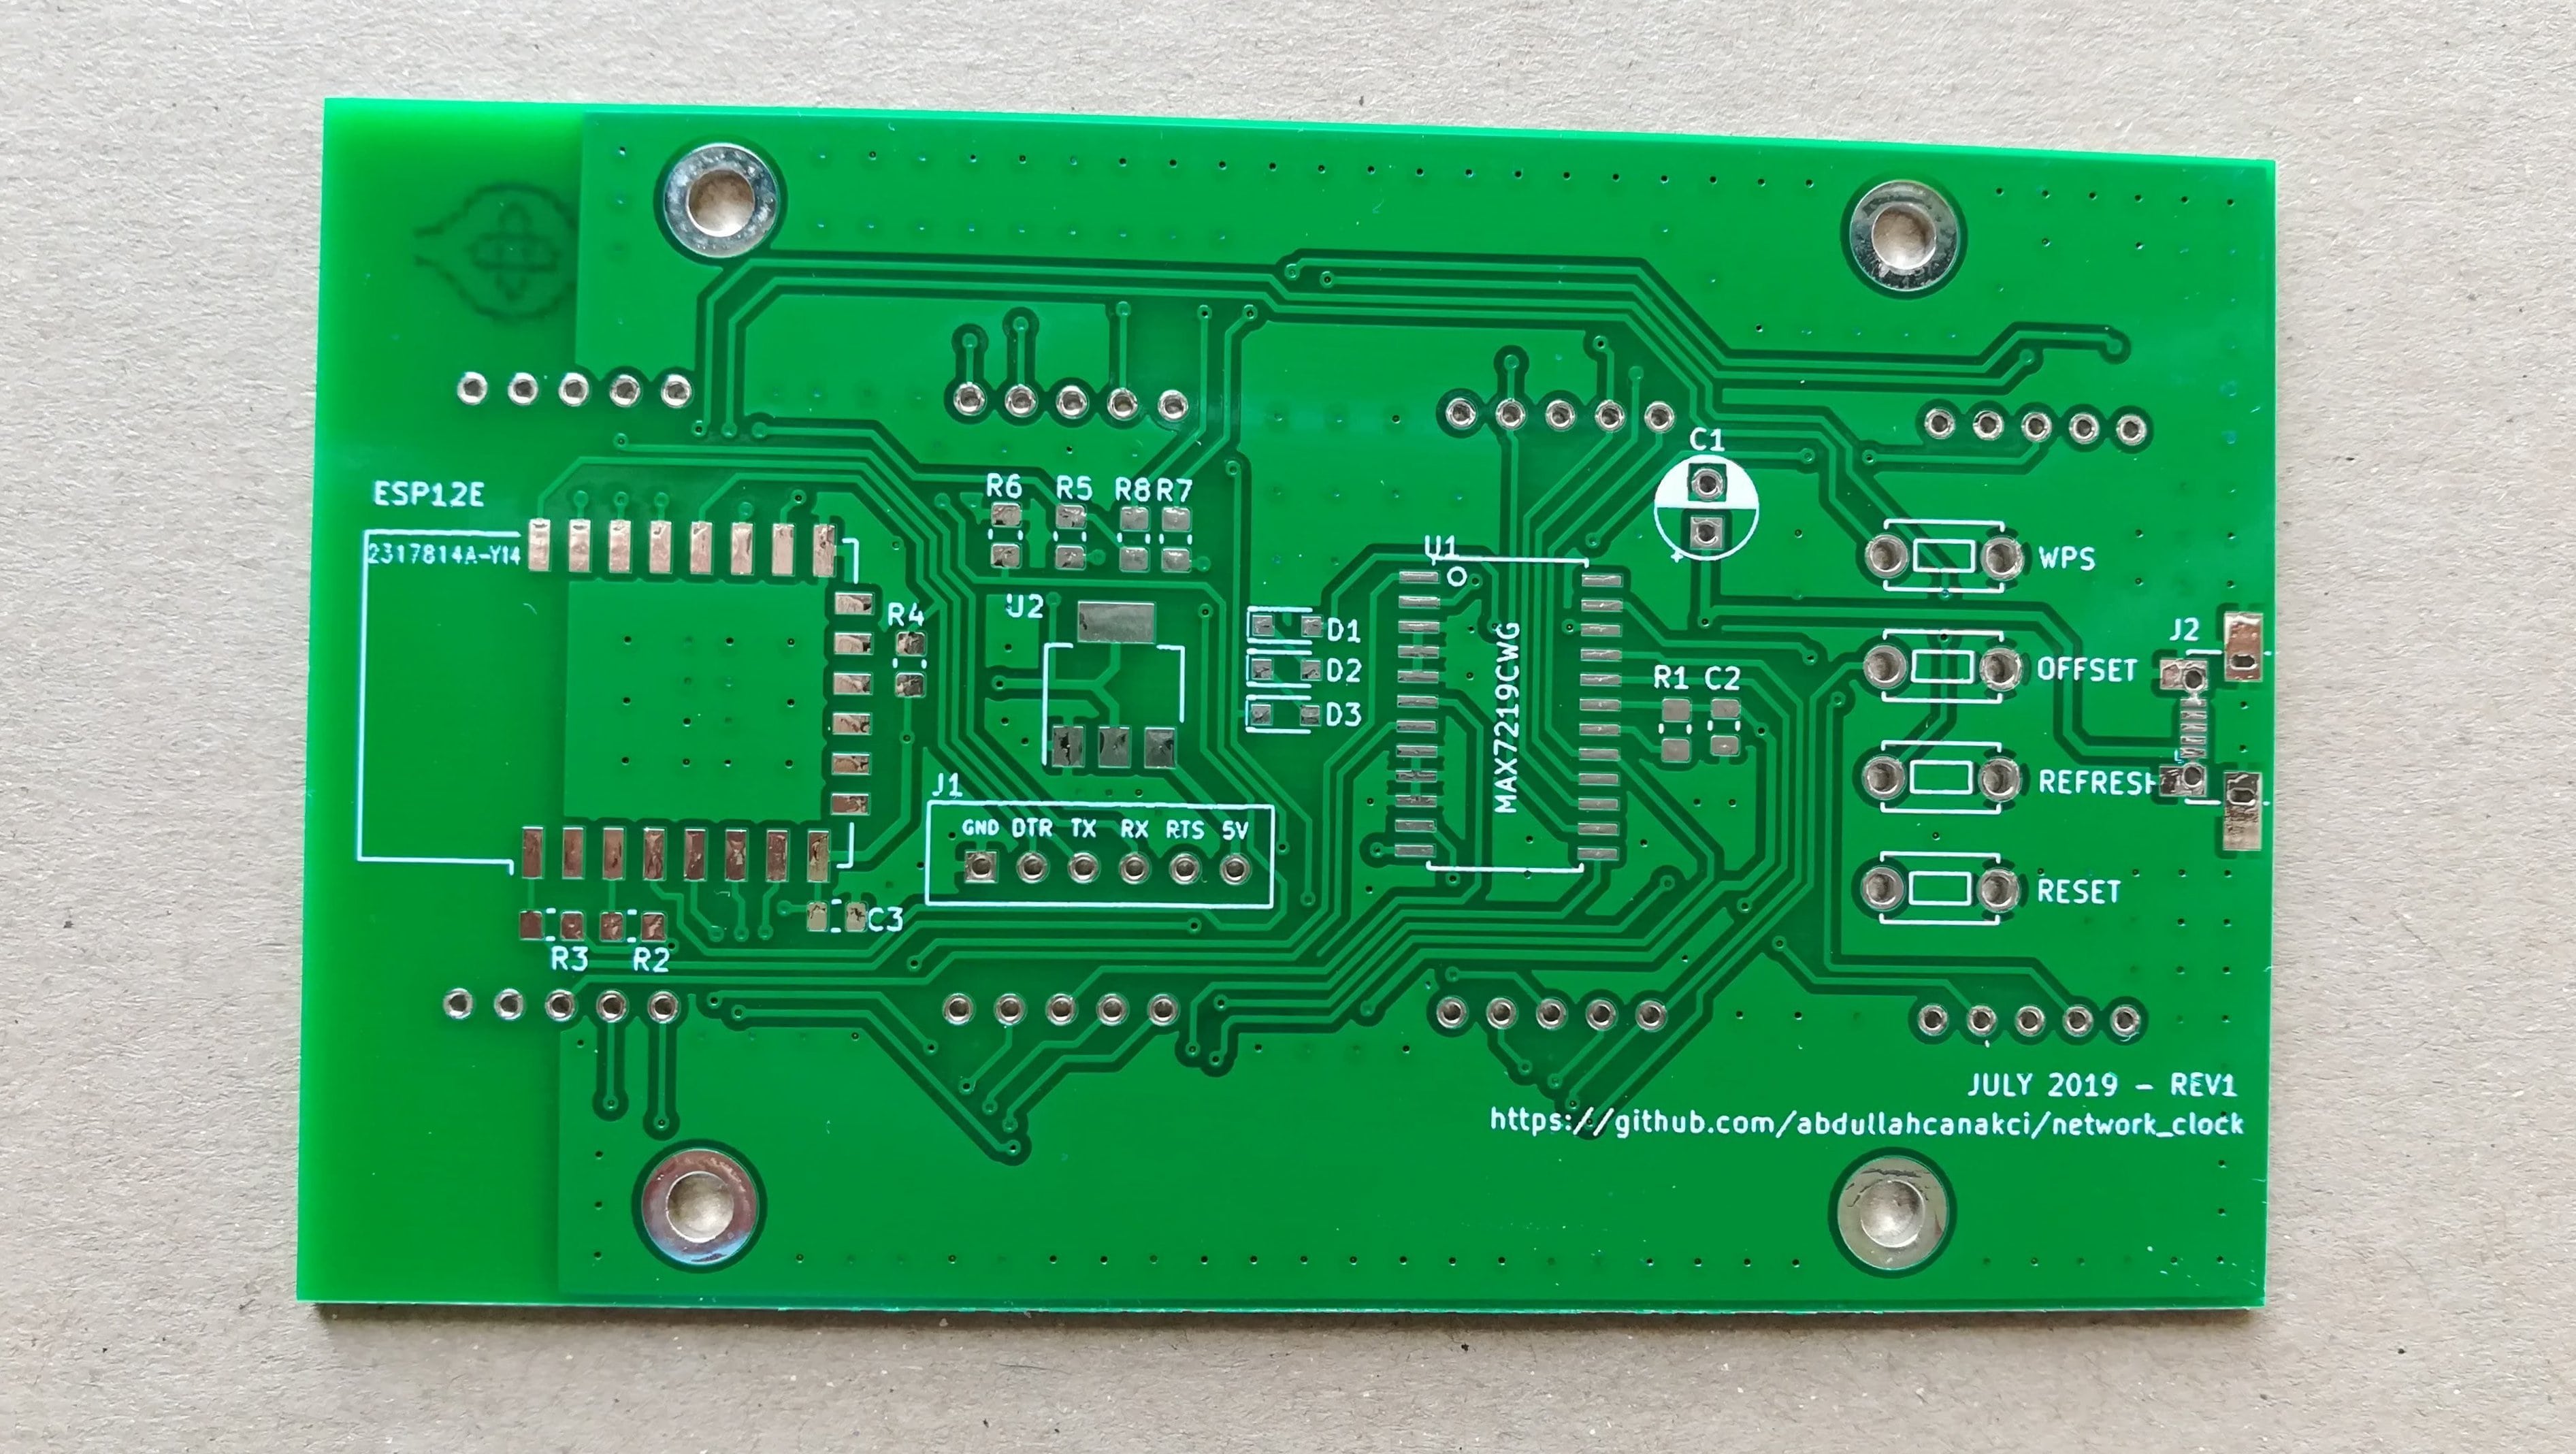 C1
ESP12E
R6 R5 R8 R7
2317814A-Y14
U1
WPS
U2
R4
D1
J2
D2
OFFSET
R1 C2
D3
MAX7219CWG
J1
REFRESH
GND DTR TX RX RTS 5V
RESET
C3
R3 R2
JULY 2019 - REV1
https://github.com/abdullahcanakci/network_clock